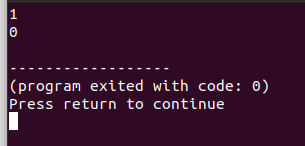 1
0
------------------
(program exited with code: 0)
Press return to continue